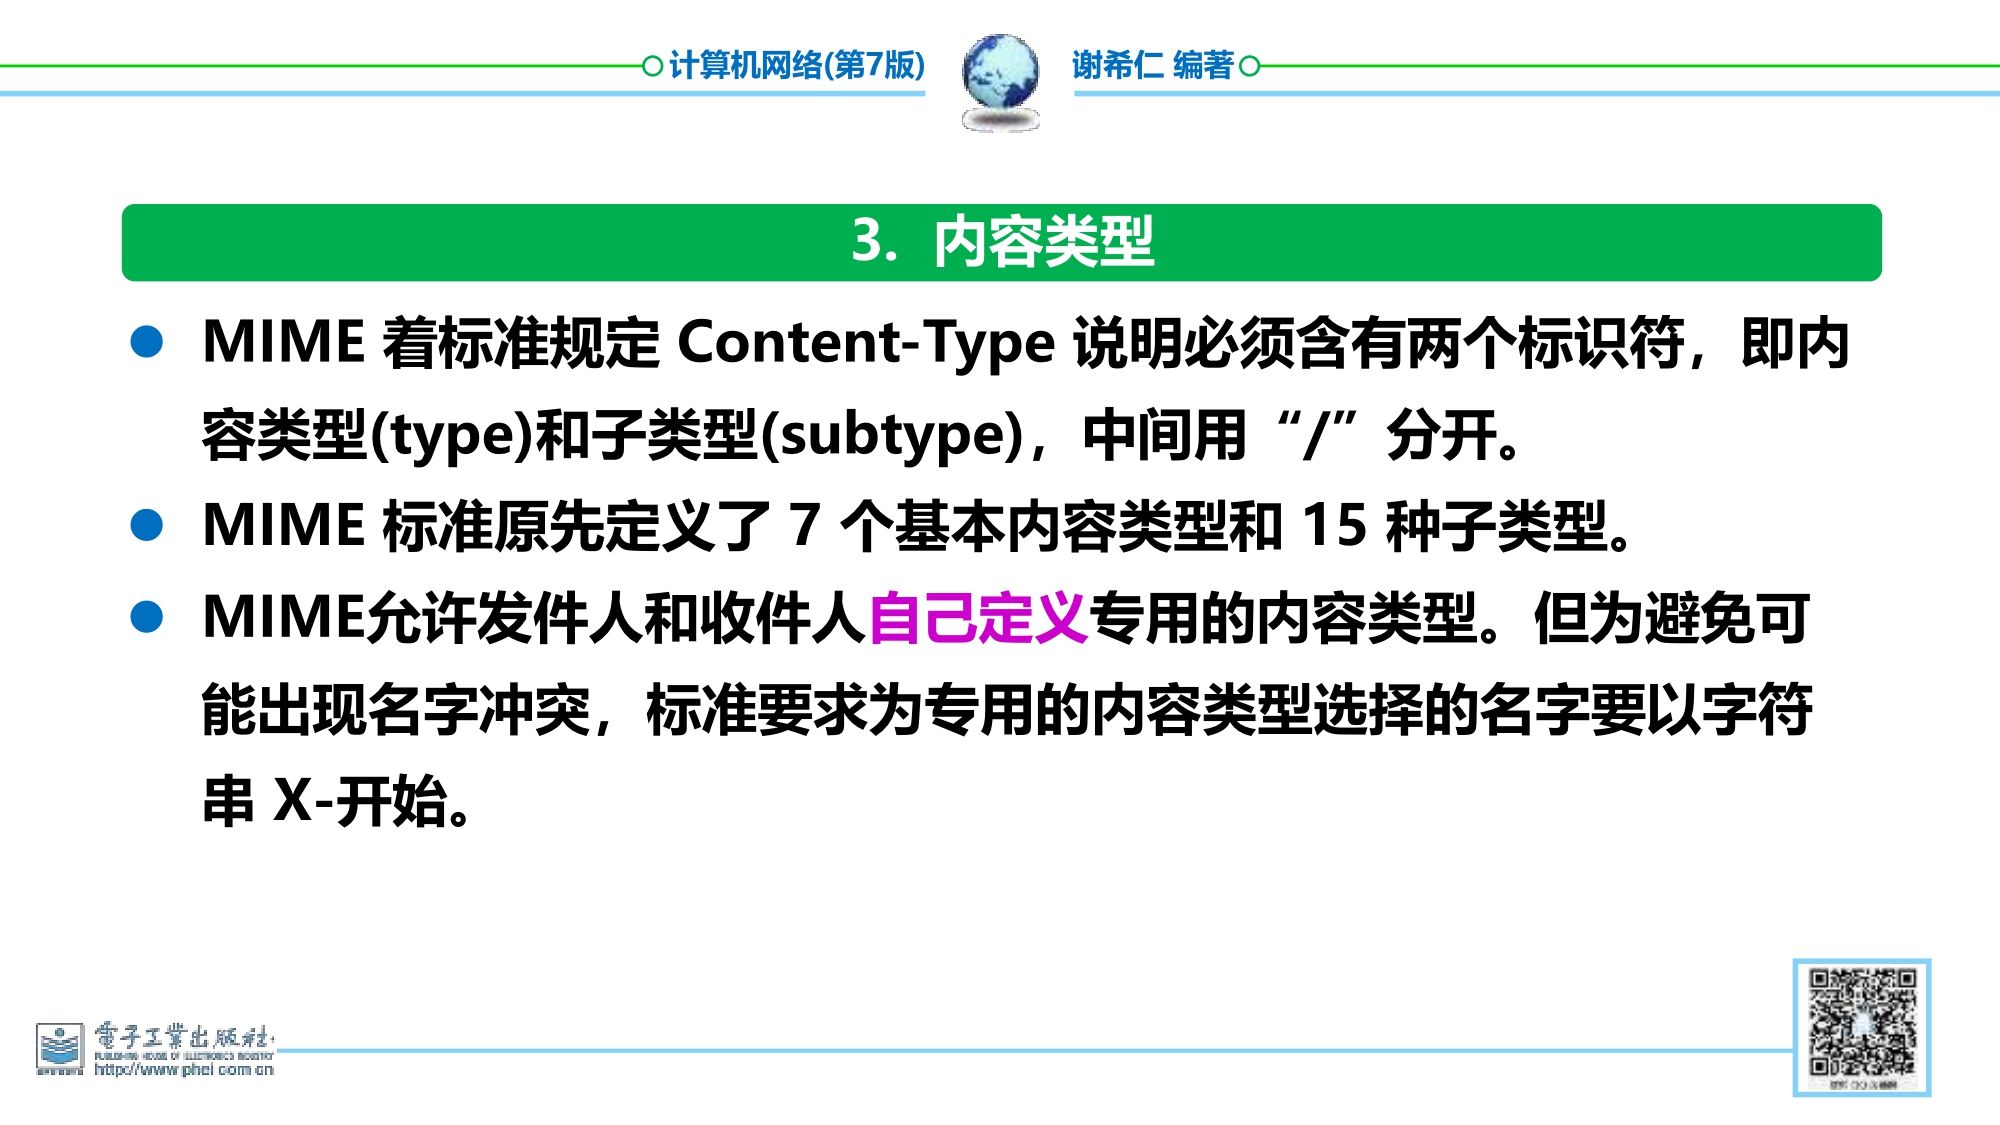 计算机网络(第7版) 谢希仁 编著
3. 内容类型
MIME 着标准规定 Content-Type 说明必须含有两个标识符，即内
容类型(type)和子类型(subtype)，中间用“/”分开。
MIME 标准原先定义了 7 个基本内容类型和 15 种子类型。
MIME允许发件人和收件人自己定义专用的内容类型。但为避免可
能出现名字冲突，标准要求为专用的内容类型选择的名字要以字符
串 X-开始。
電子工業出版社
PUBLISHING HOUSE OF ELECTRONICS INDUSTRY
http://www.phei.com.cn